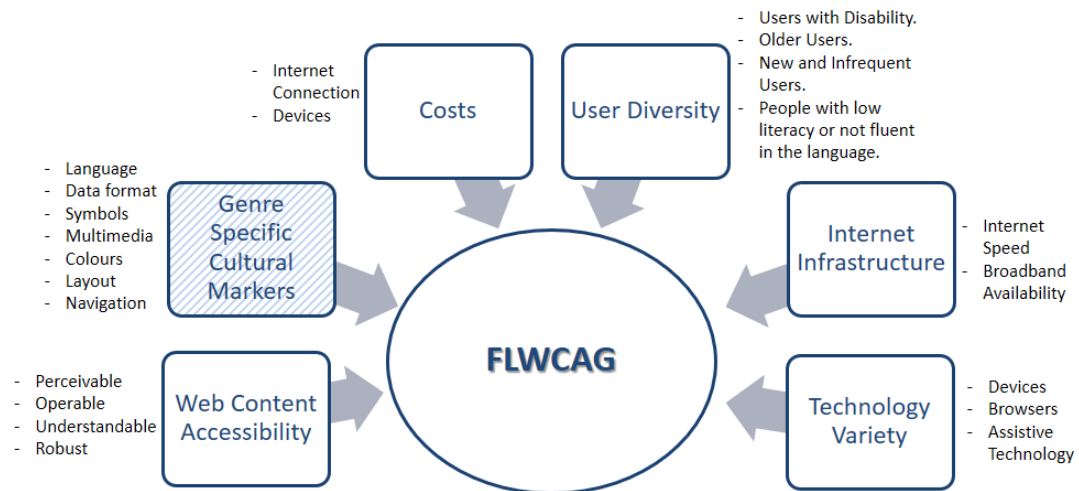 - Internet
Connection
- Devices
Costs
User Diversity
- Users with Disability.
- Older Users.
- New and Infrequent
Users.
- People with low
literacy or not fluent
in the language.
- Language
- Data format
- Symbols
- Multimedia
- Colours
- Layout
- Navigation
Genre
Specific
Cultural
Markers
Internet
Infrastructure
- Internet
Speed
- Broadband
Availability
FLWCAG
- Perceivable
- Operable
- Understandable
- Robust
Web Content
Accessibility
Technology
Variety
- Devices
- Browsers
- Assistive
Technology